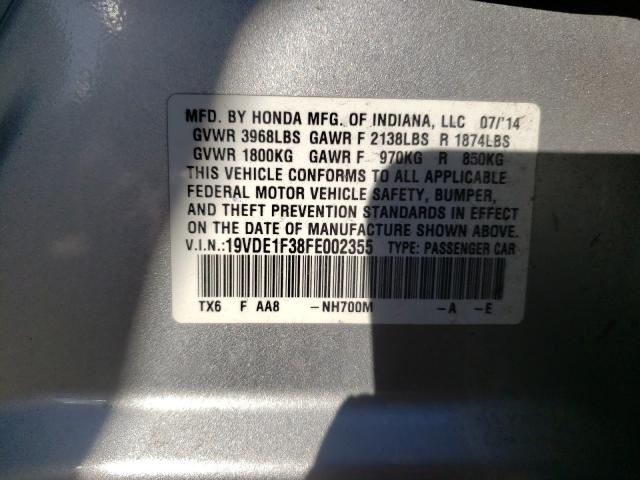 MFD. BY HONDA MFG. OF INDIANA, LLC 07/'14
GVWR 3968LBS GAWR F 2138LBS R 1874LBS
GVWR 1800KG GAWR F 970KG R 850KG
THIS VEHICLE CONFORMS TO ALL APPLICABLE
FEDERAL MOTOR VEHICLE SAFETY, BUMPER,
AND THEFT PREVENTION STANDARDS IN EFFECT
ON THE DATE OF MANUFACTURE SHOWN ABOVE.
V.I.N.:19VDE1F38FE002355 TYPE: PASSENGER CAR
TX6 F AA8 -NH700M -A -E